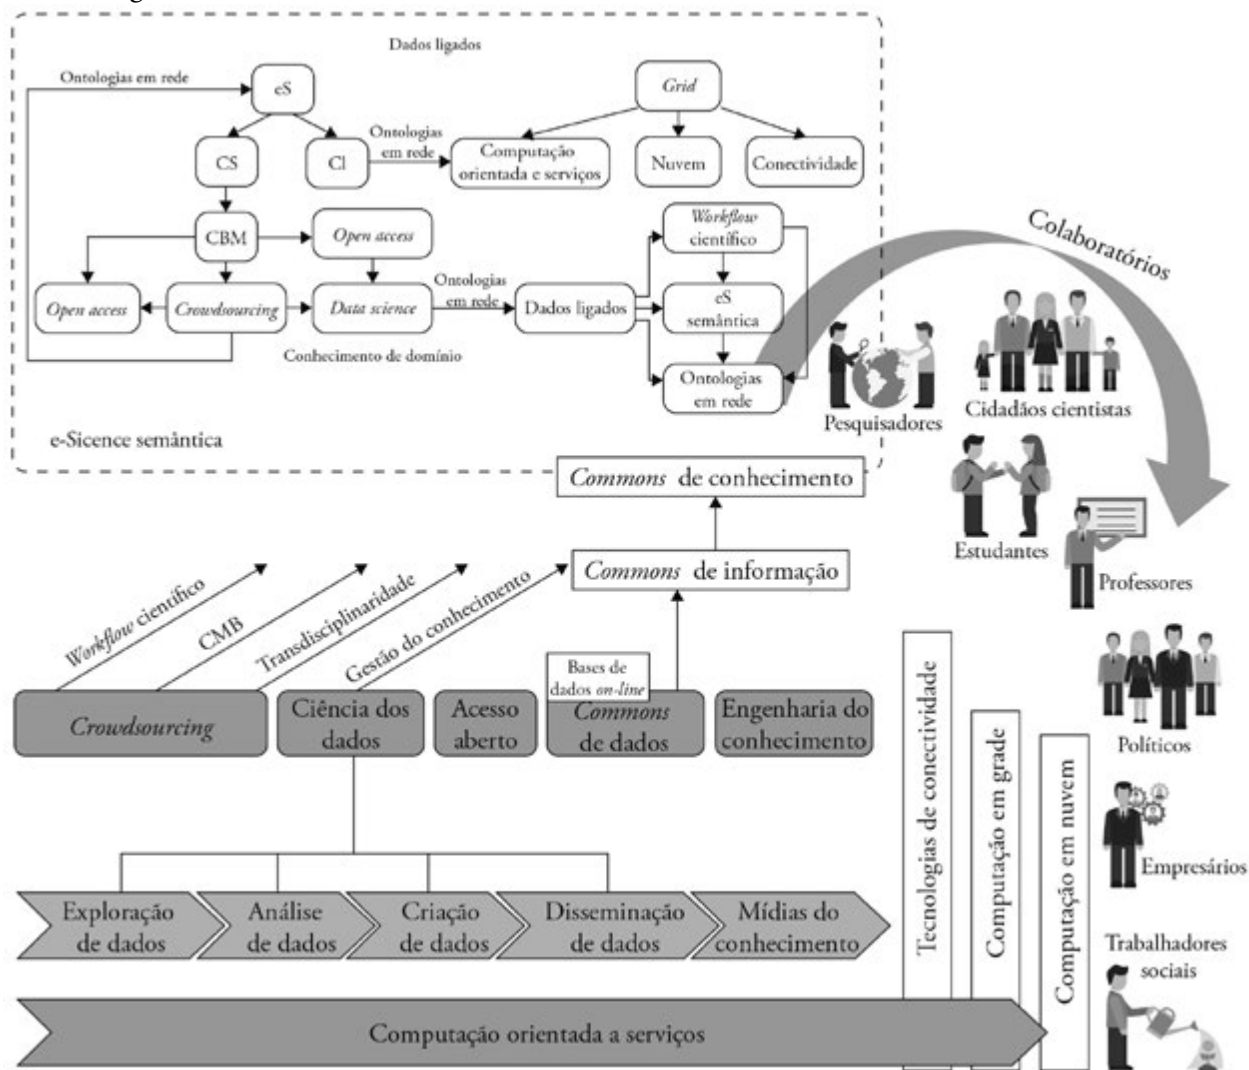 Dados ligados
Ontologias em rede
eS
Grid
CS
CI
Ontologias
em rede
Computação
orientada e serviços
Nuvem
Conectividade
CBM
Open access
Workflow
científico
Open access
Crowdsourcing
Data science
Ontologias
em rede
Dados ligados
eS
semântica
Conhecimento de domínio
Ontologias
em rede
e-Sicence semântica
Colaboratórios
Pesquisadores
Cidadãos cientistas
Estudantes
Professores
Políticos
Empresários
Trabalhadores
sociais
Commons de conhecimento
Commons de informação
Workflow científico
CMB
Transdisciplinaridade
Gestão do conhecimento
Bases de
dados on-line
Crowdsourcing
Ciência dos
dados
Acesso
aberto
Commons
de dados
Engenharia do
conhecimento
Exploração
de dados
Análise
de dados
Criação
de dados
Disseminação
de dados
Mídias do
conhecimento
Tecnologias de conectividade
Computação em grade
Computação em nuvem
Computação orientada a serviços